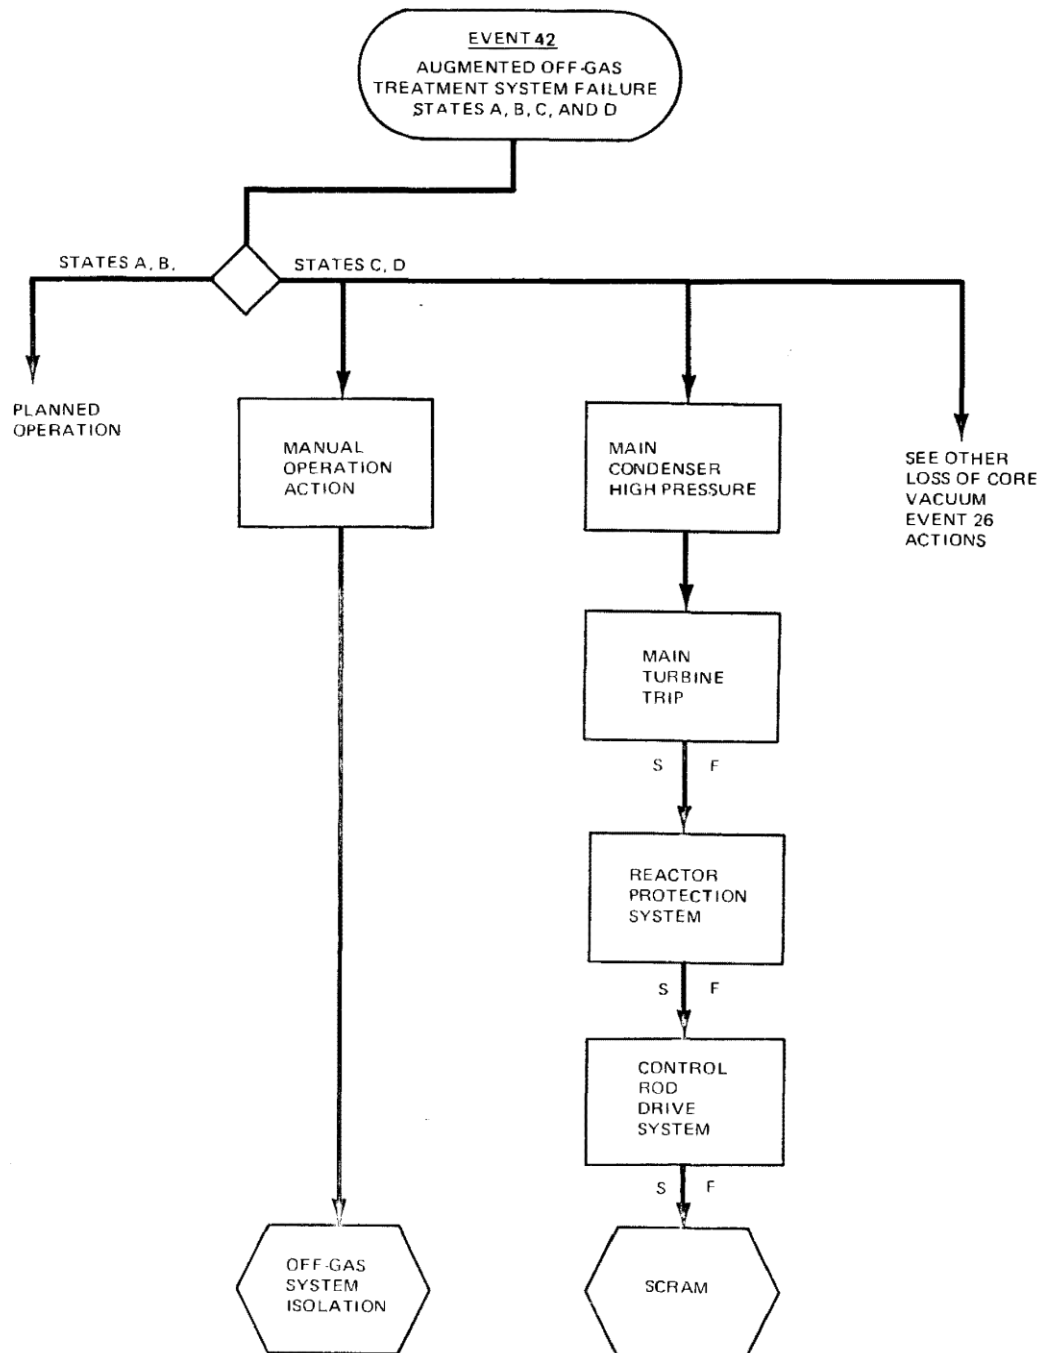 EVENT 42
AUGMENTED OFF-GAS
TREATMENT SYSTEM FAILURE
STATES A, B, C, AND D
STATES A, B,
STATES C, D
PLANNED
OPERATION
MANUAL
OPERATION
ACTION
MAIN
CONDENSER
HIGH PRESSURE
SEE OTHER
LOSS OF CORE
VACUUM
EVENT 26
ACTIONS
MAIN
TURBINE
TRIP
S F
REACTOR
PROTECTION
SYSTEM
S F
CONTROL
ROD
DRIVE
SYSTEM
S F
OFF-GAS
SYSTEM
ISOLATION
SCRAM